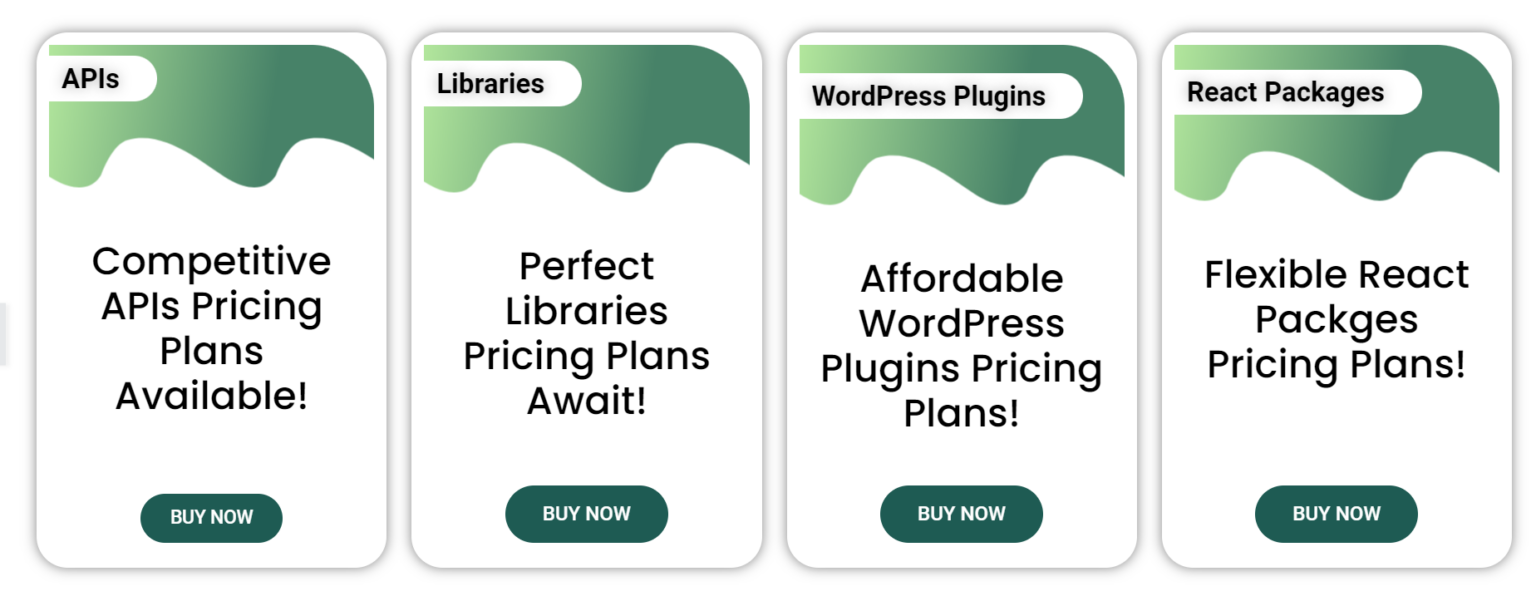 APIs
Competitive
APIs Pricing
Plans
Available!
BUY NOW
Libraries
Perfect
Libraries
Pricing Plans
Await!
BUY NOW
WordPress Plugins
Affordable
WordPress
Plugins Pricing
Plans!
BUY NOW
React Packages
Flexible React
Packges
Pricing Plans!
BUY NOW